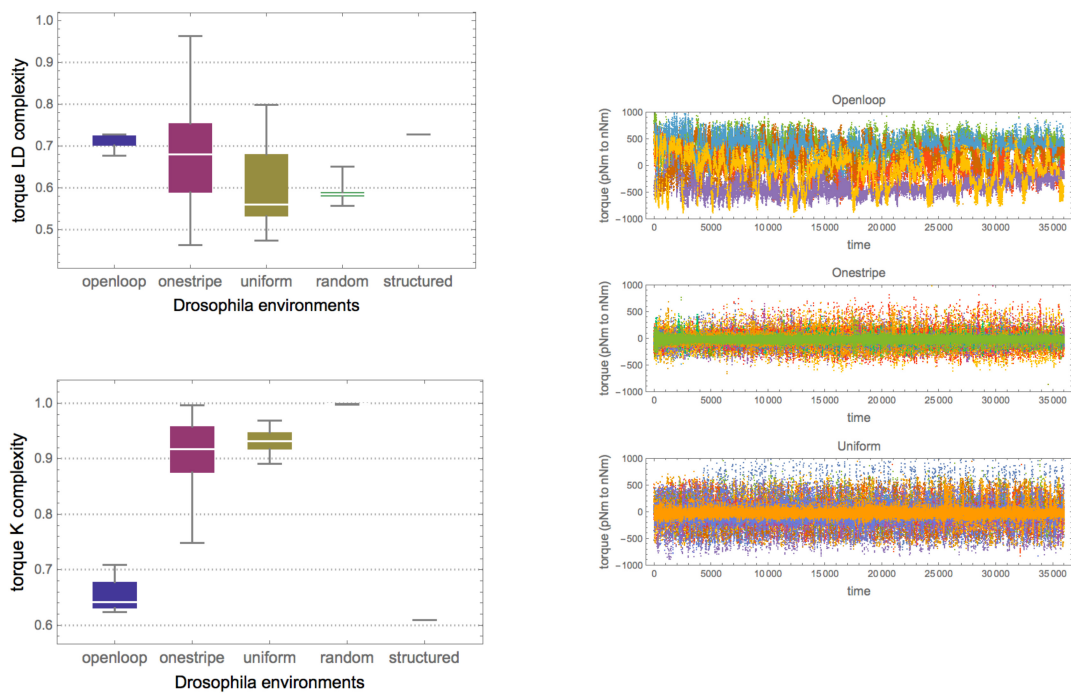 1.0
0.9
0.8
0.7
0.6
0.5
torque LD complexity
openloop onestripe uniform random structured
Drosophila environments
1.0
0.9
0.8
0.7
0.6
torque K complexity
openloop onestripe uniform random structured
Drosophila environments
Openloop
1000
500
0
−500
−1000
torque (pNm to nNm)
0 5000 10 000 15 000 20 000 25 000 30 000 35 000
time
Onestripe
1000
500
0
−500
−1000
torque (pNm to nNm)
0 5000 10 000 15 000 20 000 25 000 30 000 35 000
time
Uniform
1000
500
0
−500
−1000
torque (pNm to nNm)
0 5000 10 000 15 000 20 000 25 000 30 000 35 000
time